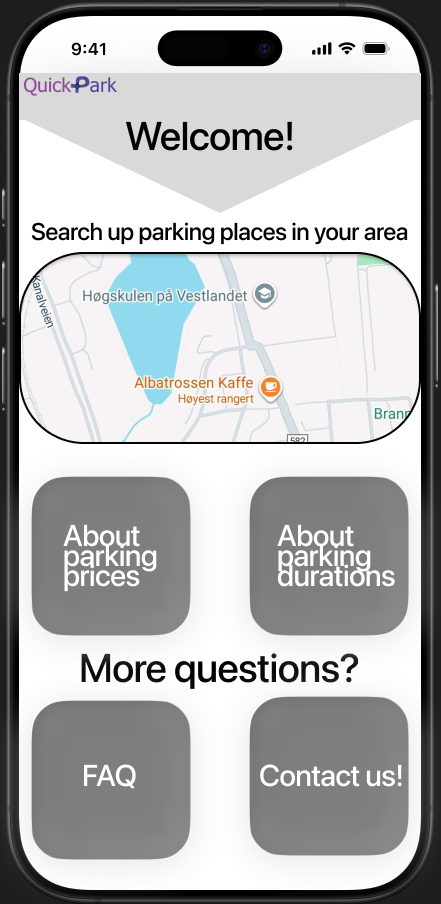 9:41
QuickPark
Welcome!
Search up parking places in your area
Kanalveien
Høgskulen på Vestlandet
Albatrossen Kaffe
Høyest rangert
Brann
582
About
parking
prices
About
parking
durations
More questions?
FAQ
Contact us!